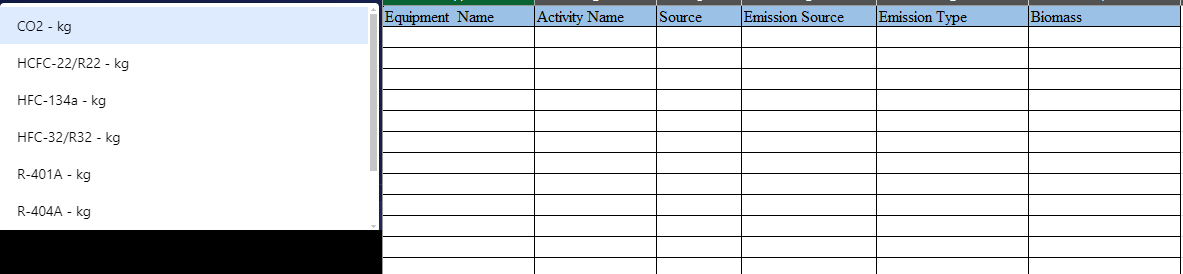 CO2 - kg
HCFC-22/R22 - kg
HFC-134a - kg
HFC-32/R32 - kg
R-401A - kg
R-404A - kg
Equipment  Name Activity Name Source Emission Source Emission Type Biomass